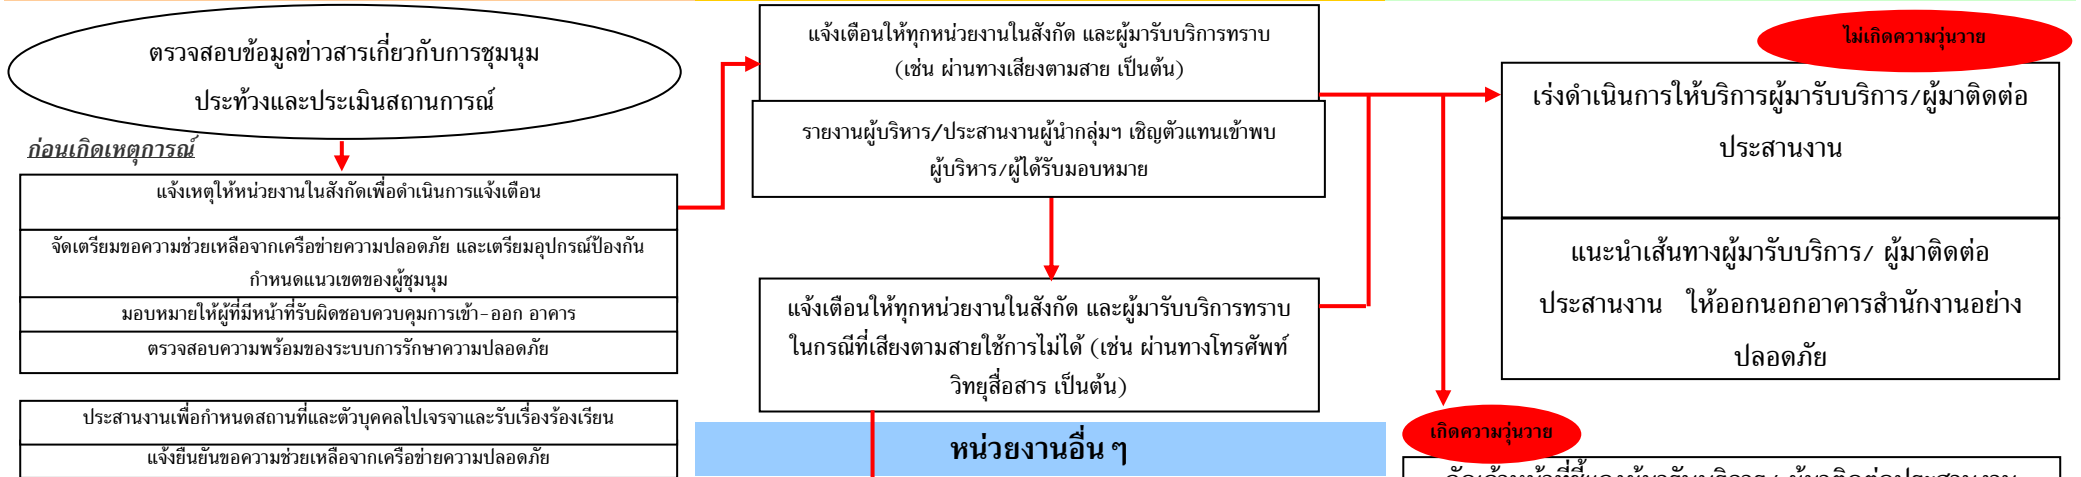 ตรวจสอบข้อมูลข่าวสารเกี่ยวกับการชุมนุม
ประท้วงและประเมินสถานการณ์
ก่อนเกิดเหตุการณ์
แจ้งเหตุให้หน่วยงานในสังกัดเพื่อดำเนินการแจ้งเตือน
จัดเตรียมขอความช่วยเหลือจากเครือข่ายความปลอดภัย และเตรียมอุปกรณ์ป้องกัน
กำหนดแนวเขตของผู้ชุมนุม
มอบหมายให้ผู้ที่มีหน้าที่รับผิดชอบควบคุมการเข้า-ออก อาคาร
ตรวจสอบความพร้อมของระบบการรักษาความปลอดภัย
ประสานงานเพื่อกำหนดสถานที่และตัวบุคคลไปเจรจาและรับเรื่องร้องเรียน
แจ้งยืนยันขอความช่วยเหลือจากเครือข่ายความปลอดภัย
แจ้งเตือนให้ทุกหน่วยงานในสังกัด และผู้มารับบริการทราบ
(เช่น ผ่านทางเสียงตามสาย เป็นต้น)
รายงานผู้บริหาร/ประสานงานผู้นำกลุ่มฯ เชิญตัวแทนเข้าพบ
ผู้บริหาร/ผู้ได้รับมอบหมาย
แจ้งเตือนให้ทุกหน่วยงานในสังกัด และผู้มารับบริการทราบ
ในกรณีที่เสียงตามสายใช้การไม่ได้ (เช่น ผ่านทางโทรศัพท์
วิทยุสื่อสาร เป็นต้น)
หน่วยงานอื่น ๆ
ไม่เกิดความวุ่นวาย
เร่งดำเนินการให้บริการผู้มารับบริการ/ผู้มาติดต่อ
ประสานงาน
แนะนำเส้นทางผู้มารับบริการ/ ผู้มาติดต่อ
ประสานงาน ให้ออกนอกอาคารสำนักงานอย่าง
ปลอดภัย
เกิดความวุ่นวาย